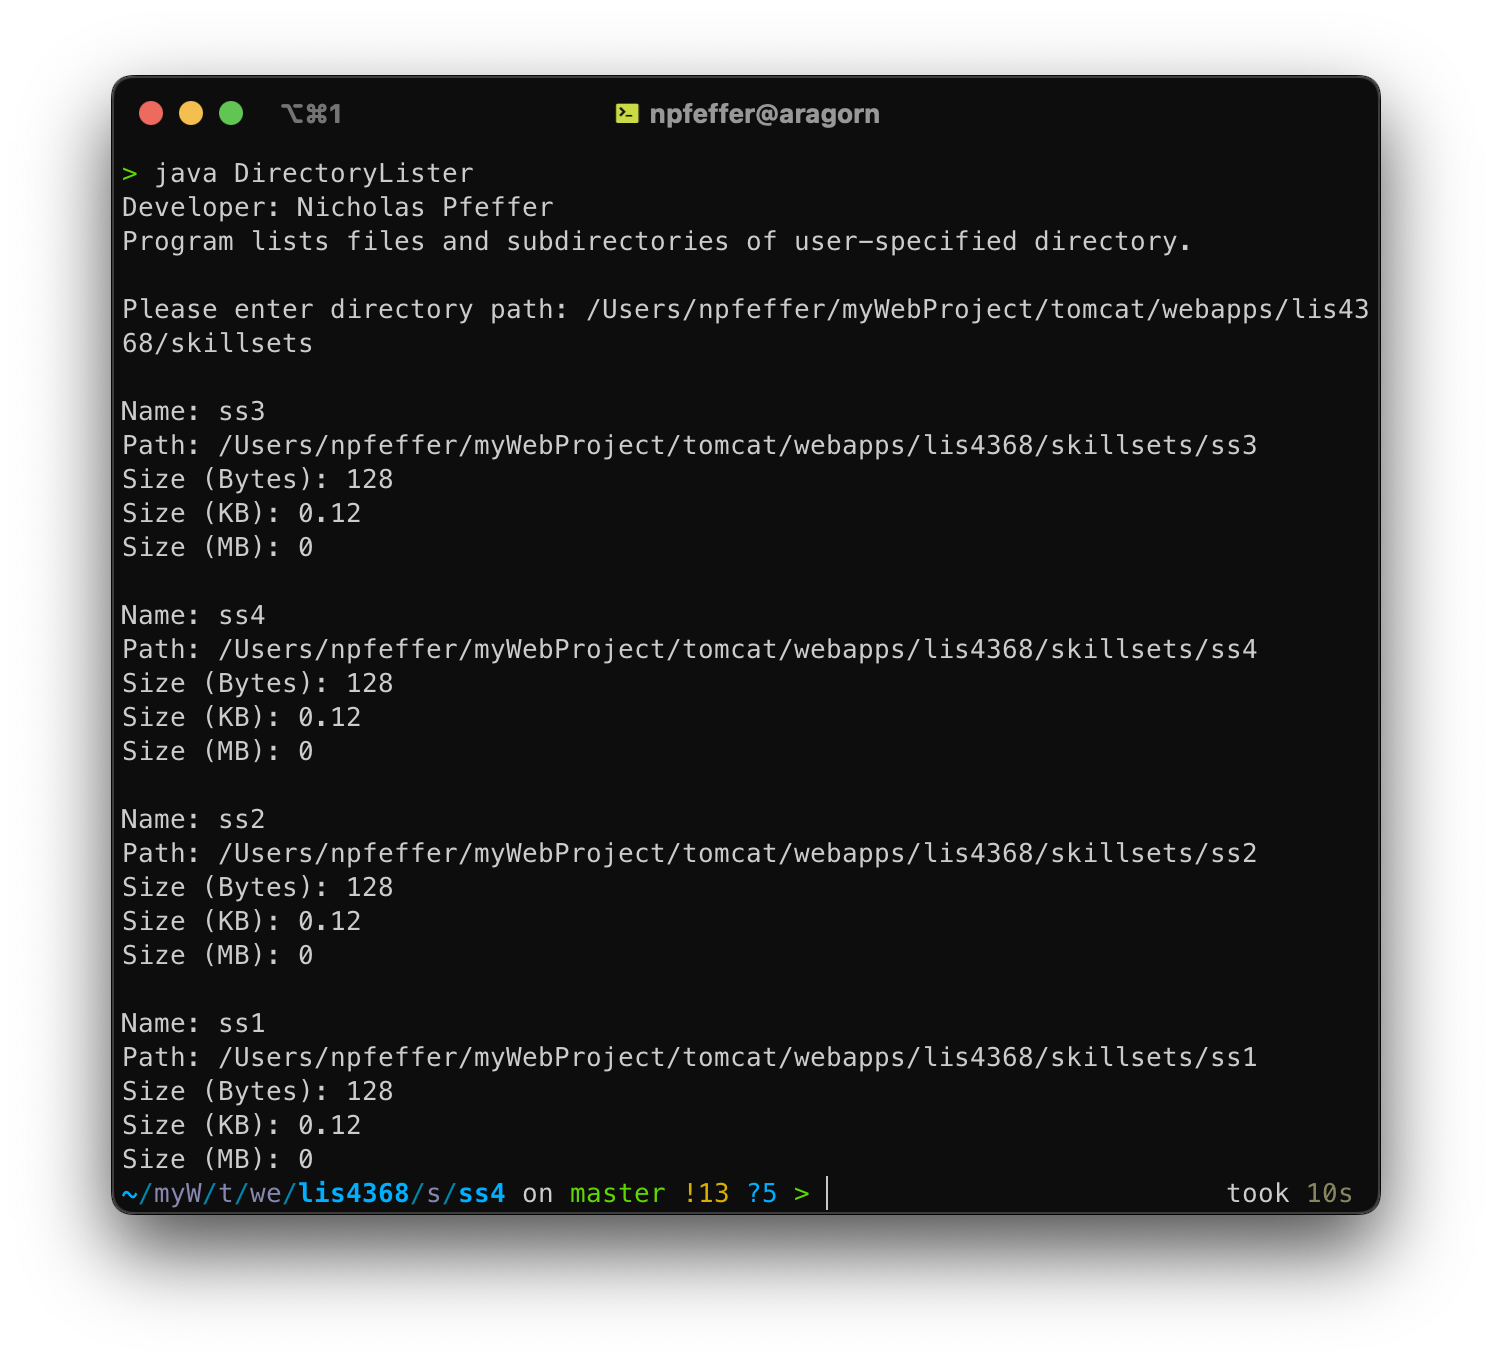 ⌥⌘1
npfeffer@aragorn
> java DirectoryLister
Developer: Nicholas Pfeffer
Program lists files and subdirectories of user-specified directory.
Please enter directory path: /Users/npfeffer/myWebProject/tomcat/webapps/lis43
68/skillsets
Name: ss3
Path: /Users/npfeffer/myWebProject/tomcat/webapps/lis4368/skillsets/ss3
Size (Bytes): 128
Size (KB): 0.12
Size (MB): 0
Name: ss4
Path: /Users/npfeffer/myWebProject/tomcat/webapps/lis4368/skillsets/ss4
Size (Bytes): 128
Size (KB): 0.12
Size (MB): 0
Name: ss2
Path: /Users/npfeffer/myWebProject/tomcat/webapps/lis4368/skillsets/ss2
Size (Bytes): 128
Size (KB): 0.12
Size (MB): 0
Name: ss1
Path: /Users/npfeffer/myWebProject/tomcat/webapps/lis4368/skillsets/ss1
Size (Bytes): 128
Size (KB): 0.12
Size (MB): 0
~/myW/t/we/lis4368/s/ss4 on master !13 ?5 > took 10s